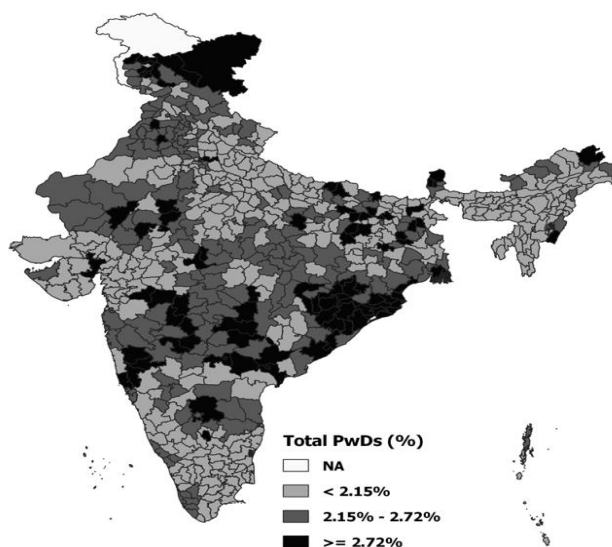 Total PwDs (%)
NA
< 2.15%
2.15% - 2.72%
>= 2.72%